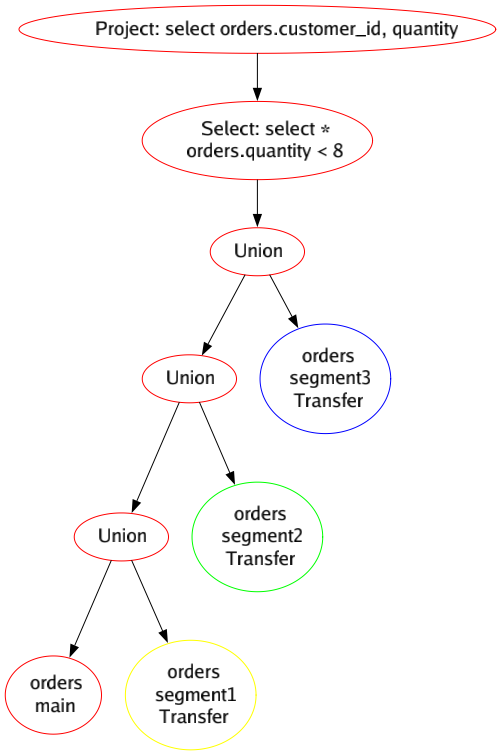 Project: select orders.customer_id, quantity
Select: select *
orders.quantity < 8
Union
Union
orders
segment3
Transfer
Union
orders
segment2
Transfer
orders
main
orders
segment1
Transfer